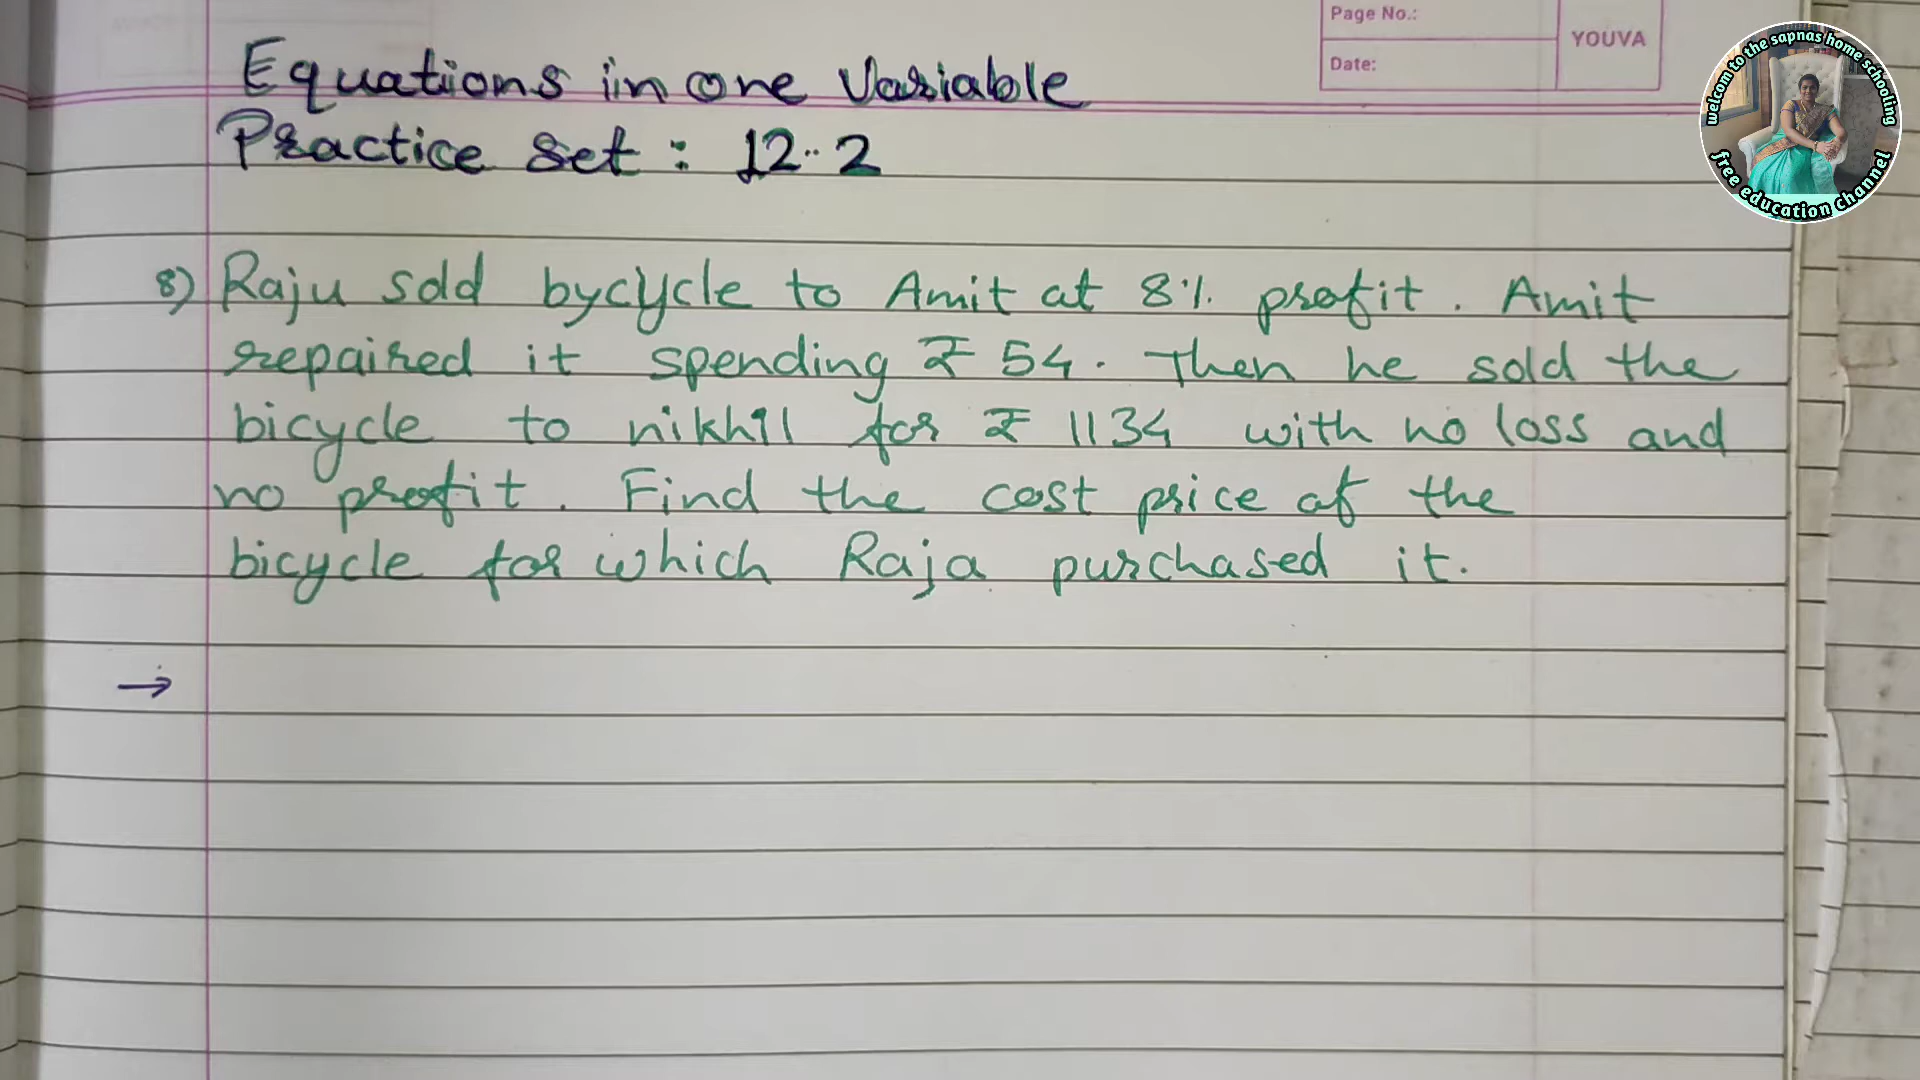 Page No.:
YOUVA
Date:
welcom to the sapnas home schooling
free education channel
Equations in one Variable
Practice Set : 12.2
8) Raju sold bycycle to Amit at 8% profit. Amit
repaired it spending ₹ 54. Then he sold the
bicycle to nikhil for ₹ 1134 with no loss and
no profit. Find the cost price of the
bicycle for which Raja purchased it.
→